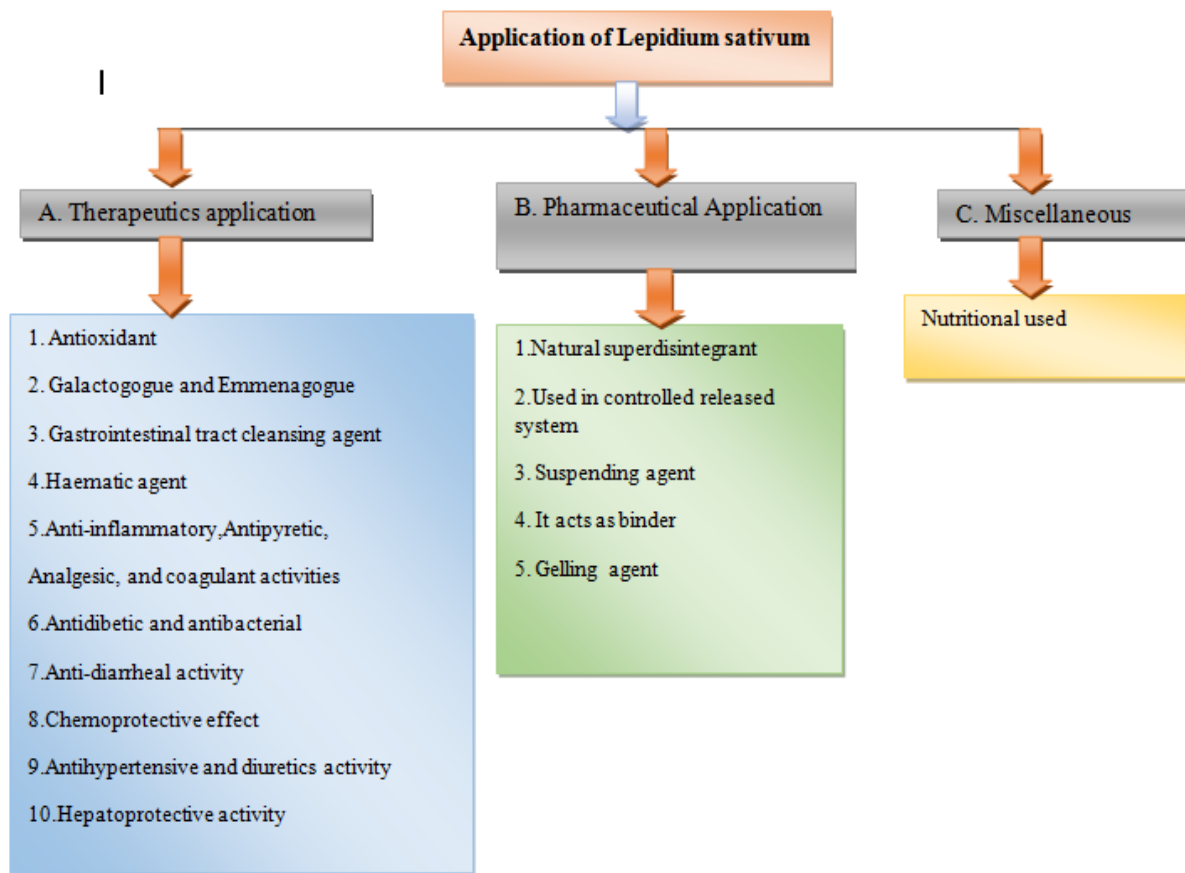 Application of Lepidium sativum
A. Therapeutics application
B. Pharmaceutical Application
C. Miscellaneous
1. Antioxidant
2. Galactogogue and Emmenagogue
3. Gastrointestinal tract cleansing agent
4.Haematic agent
5.Anti-inflammatory,Antipyretic,
Analgesic, and coagulant activities
6.Antidibetic and antibacterial
7.Anti-diarrheal activity
8.Chemoprotective effect
9.Antihypertensive and diuretics activity
10.Hepatoprotective activity
1.Natural superdisintegrant
2.Used in controlled released
system
3. Suspending agent
4. It acts as binder
5. Gelling agent
Nutritional used